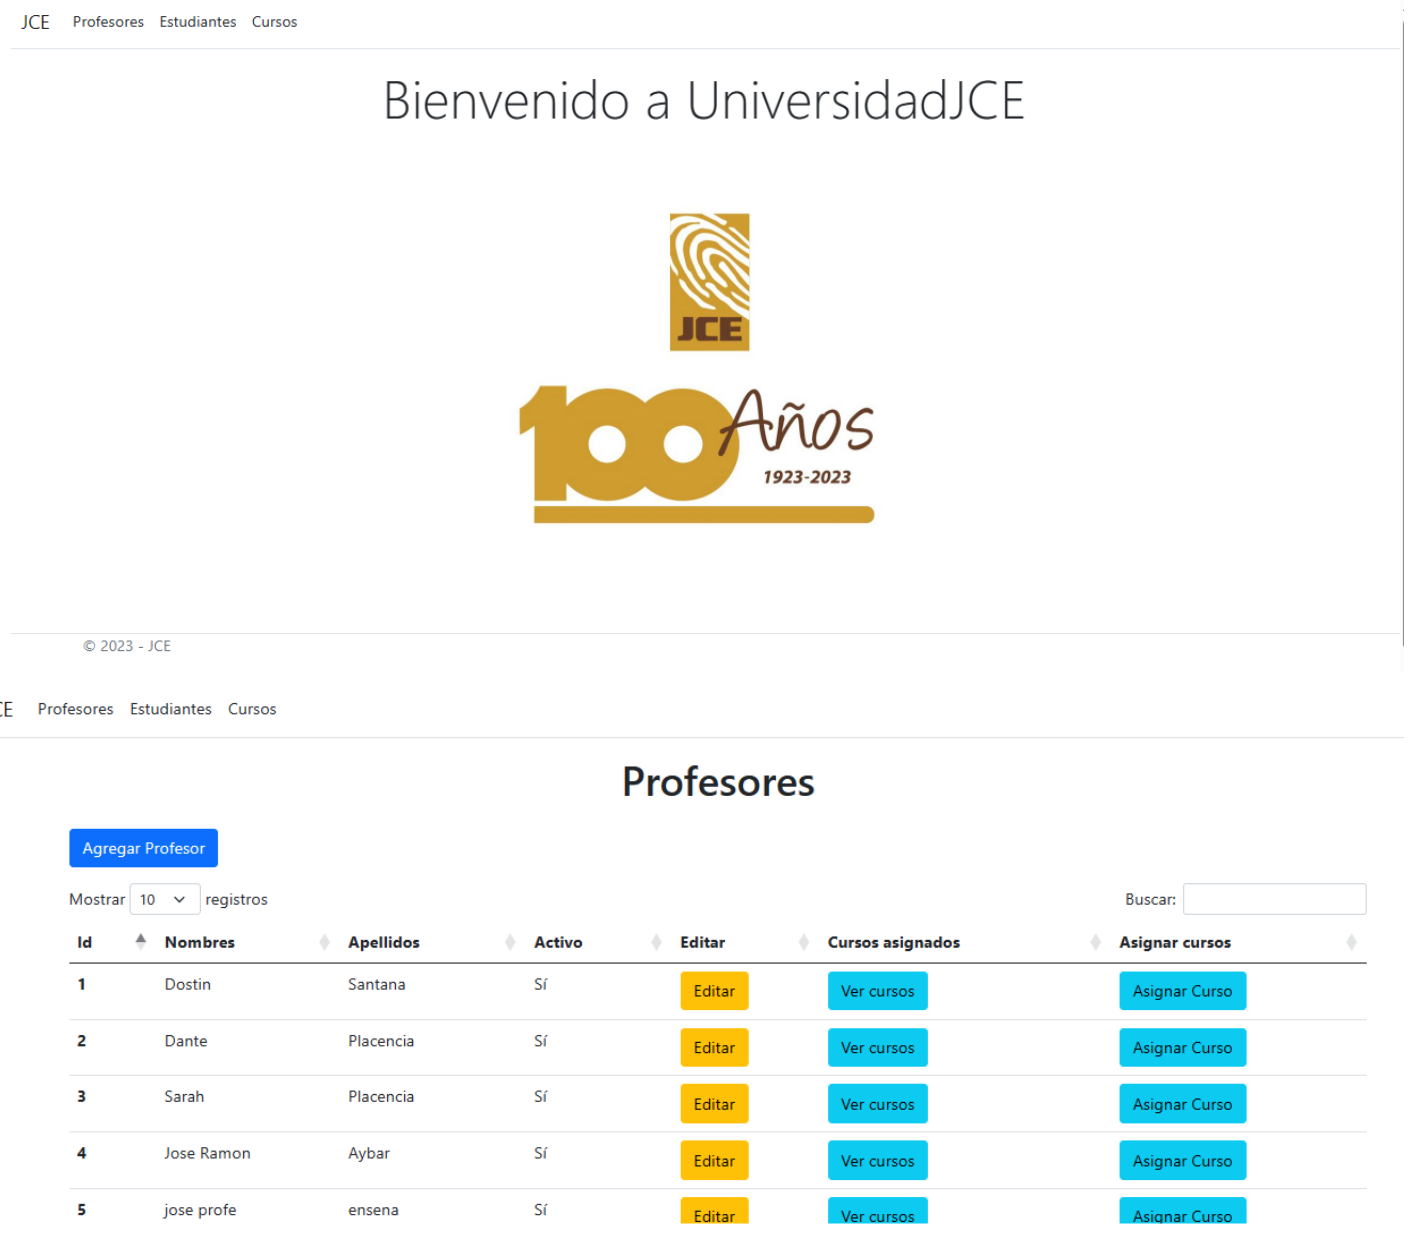 JCE Profesores Estudiantes Cursos
Bienvenido a UniversidadJCE
JCE
100 Años
1923-2023
© 2023 - JCE
CE Profesores Estudiantes Cursos
Profesores
Agregar Profesor
Mostrar 10 registros Buscar:
Id Nombres Apellidos Activo Editar Cursos asignados Asignar cursos
1 Dostin Santana Sí Editar Ver cursos Asignar Curso
2 Dante Placencia Sí Editar Ver cursos Asignar Curso
3 Sarah Placencia Sí Editar Ver cursos Asignar Curso
4 Jose Ramon Aybar Sí Editar Ver cursos Asignar Curso
5 jose profe ensena Sí Editar Ver cursos Asignar Curso